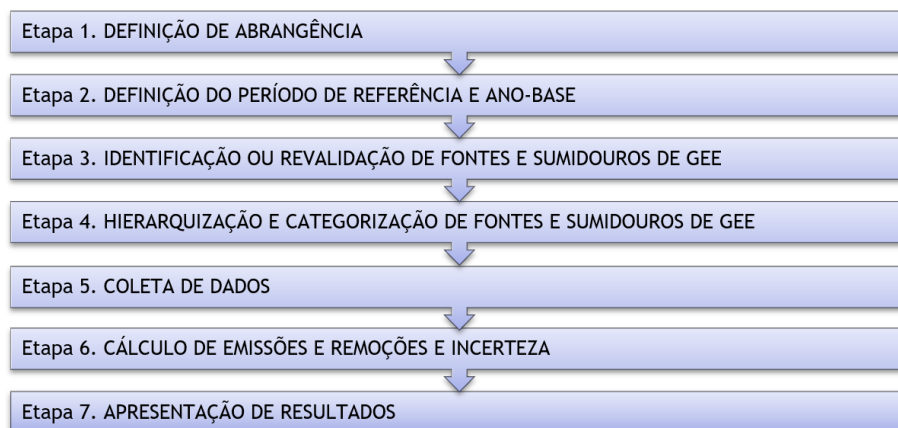 Etapa 1. DEFINIÇÃO DE ABRANGÊNCIA
Etapa 2. DEFINIÇÃO DO PERÍODO DE REFERÊNCIA E ANO-BASE
Etapa 3. IDENTIFICAÇÃO OU REVALIDAÇÃO DE FONTES E SUMIDOUROS DE GEE
Etapa 4. HIERARQUIZAÇÃO E CATEGORIZAÇÃO DE FONTES E SUMIDOUROS DE GEE
Etapa 5. COLETA DE DADOS
Etapa 6. CÁLCULO DE EMISSÕES E REMOÇÕES E INCERTEZA
Etapa 7. APRESENTAÇÃO DE RESULTADOS